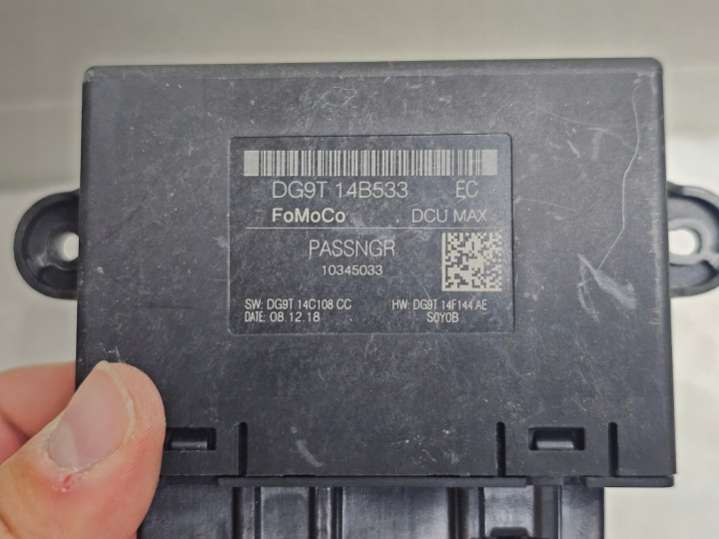 DG9T 14B533 EC
FoMoCo DCU MAX
PASSNGR
10345033
SW: DG9T 14C108 CC HW: DG9T 14F144 AE
DATE: 08.12.18 S0Y0B